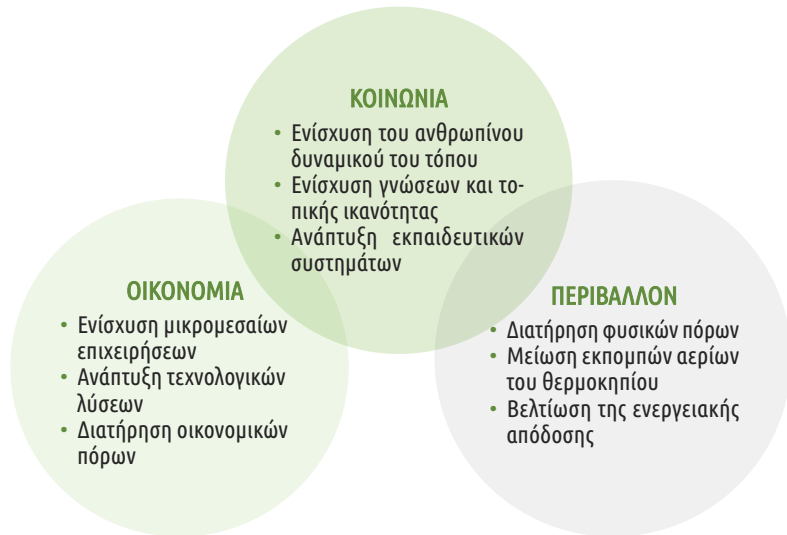 ΚΟΙΝΩΝΙΑ
• Ενίσχυση του ανθρωπίνου
δυναμικού του τόπου
• Ενίσχυση γνώσεων και το-
πικής ικανότητας
• Ανάπτυξη εκπαιδευτικών
συστημάτων
ΟΙΚΟΝΟΜΙΑ
• Ενίσχυση μικρομεσαίων
επιχειρήσεων
• Ανάπτυξη τεχνολογικών
λύσεων
• Διατήρηση οικονομικών
πόρων
ΠΕΡΙΒΑΛΛΟΝ
• Διατήρηση φυσικών πόρων
• Μείωση εκπομπών αερίων
του θερμοκηπίου
• Βελτίωση της ενεργειακής
απόδοσης